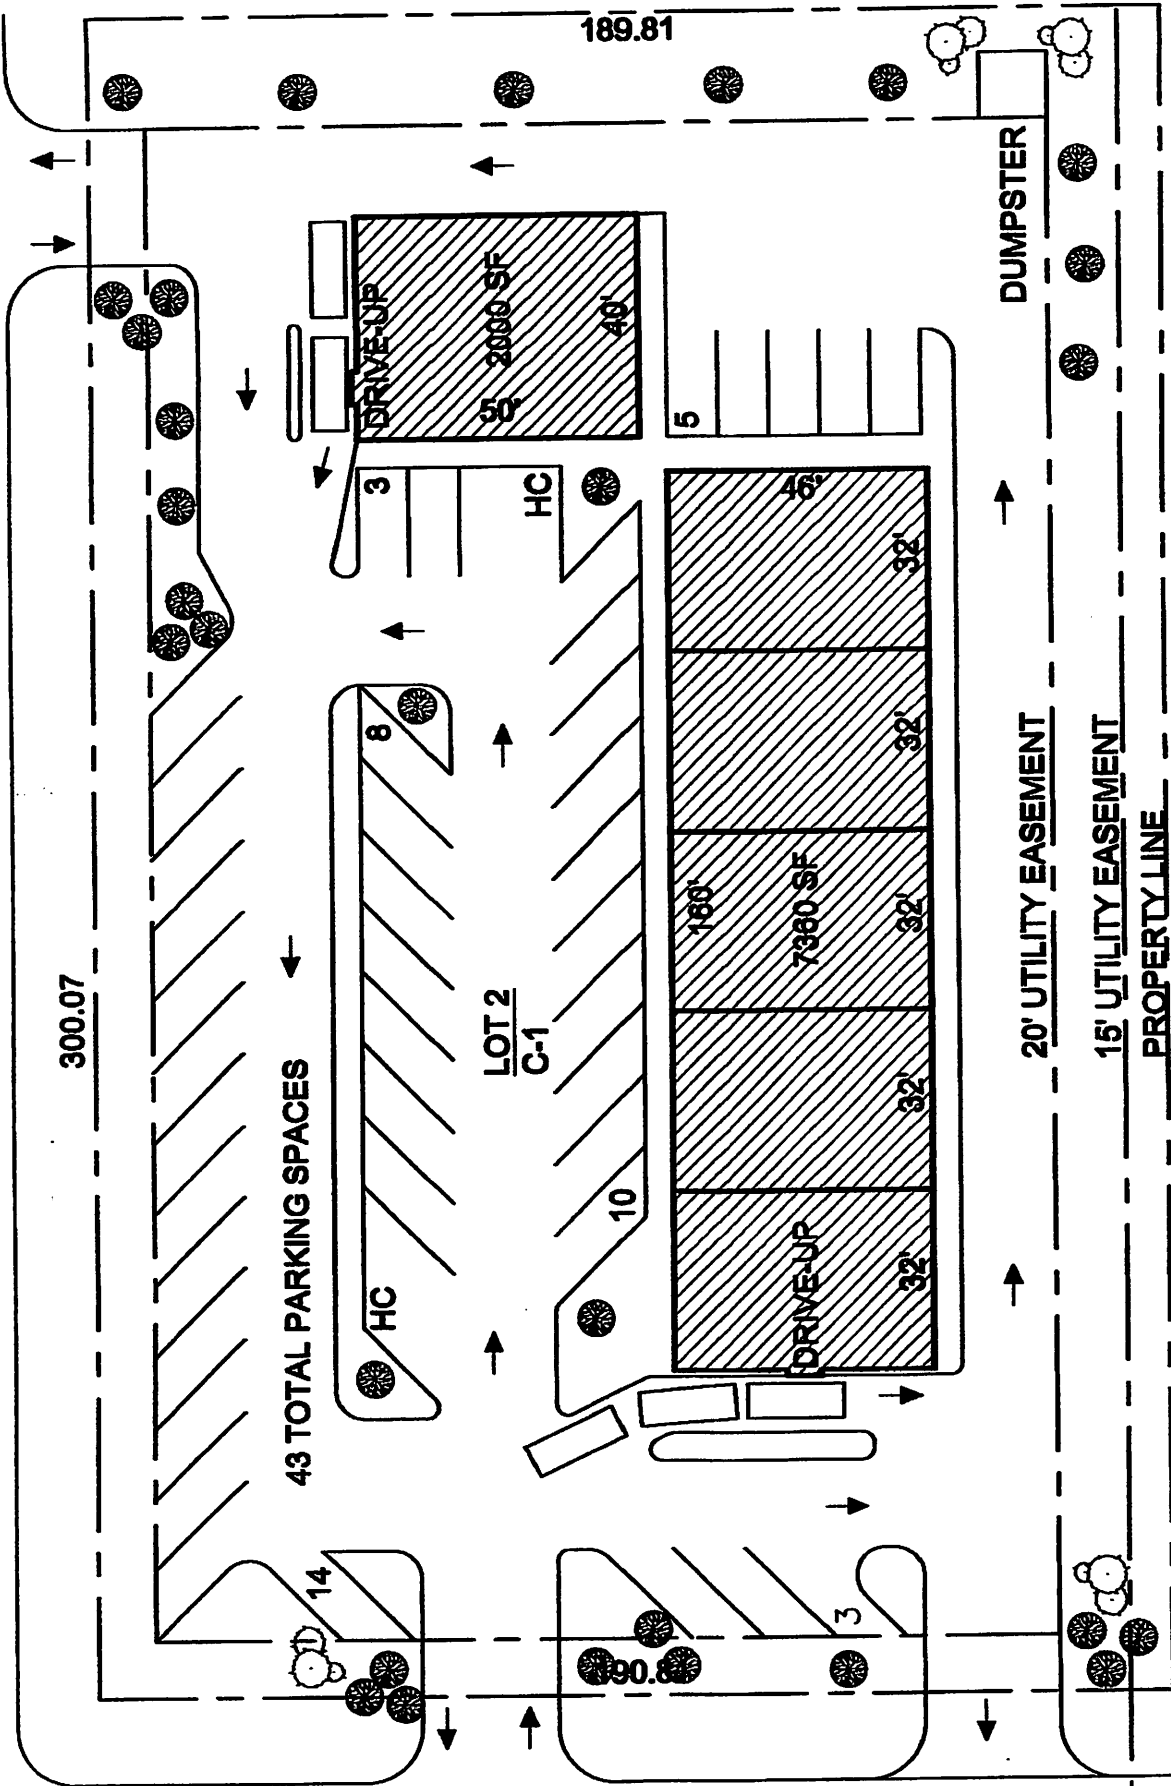 189.81
DUMPSTER
DRIVE-UP
2000 SF
40'
50'
3
HC
5
46'
32'
8
32'
20' UTILITY EASEMENT
15' UTILITY EASEMENT
PROPERTY LINE
160'
7360 SF
32'
300.07
LOT 2
C-1
43 TOTAL PARKING SPACES
32'
10
HC
DRIVE-UP
32'
14
3